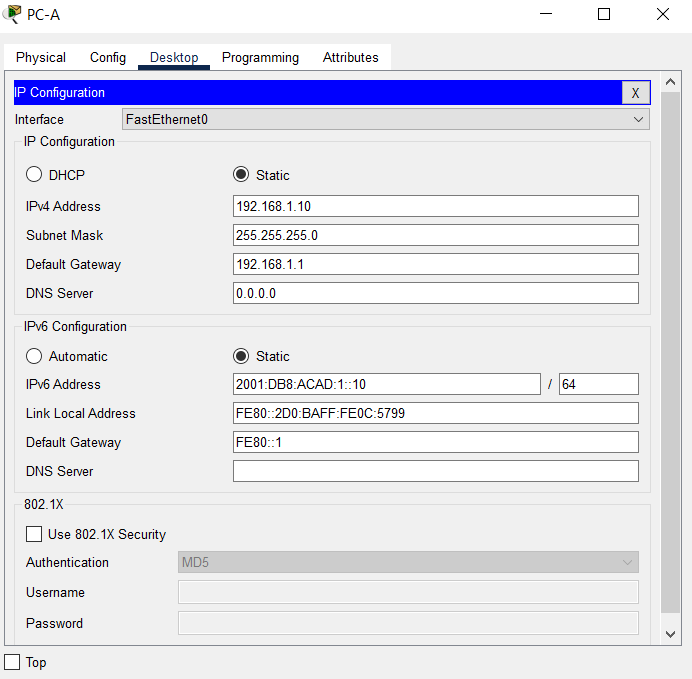 PC-A
Physical Config Desktop Programming Attributes
IP Configuration X
Interface FastEthernet0
IP Configuration
DHCP Static
IPv4 Address 192.168.1.10
Subnet Mask 255.255.255.0
Default Gateway 192.168.1.1
DNS Server 0.0.0.0
IPv6 Configuration
Automatic Static
IPv6 Address 2001:DB8:ACAD:1::10 / 64
Link Local Address FE80::2D0:BAFF:FE0C:5799
Default Gateway FE80::1
DNS Server
802.1X
Use 802.1X Security
Authentication MD5
Username
Password
Top